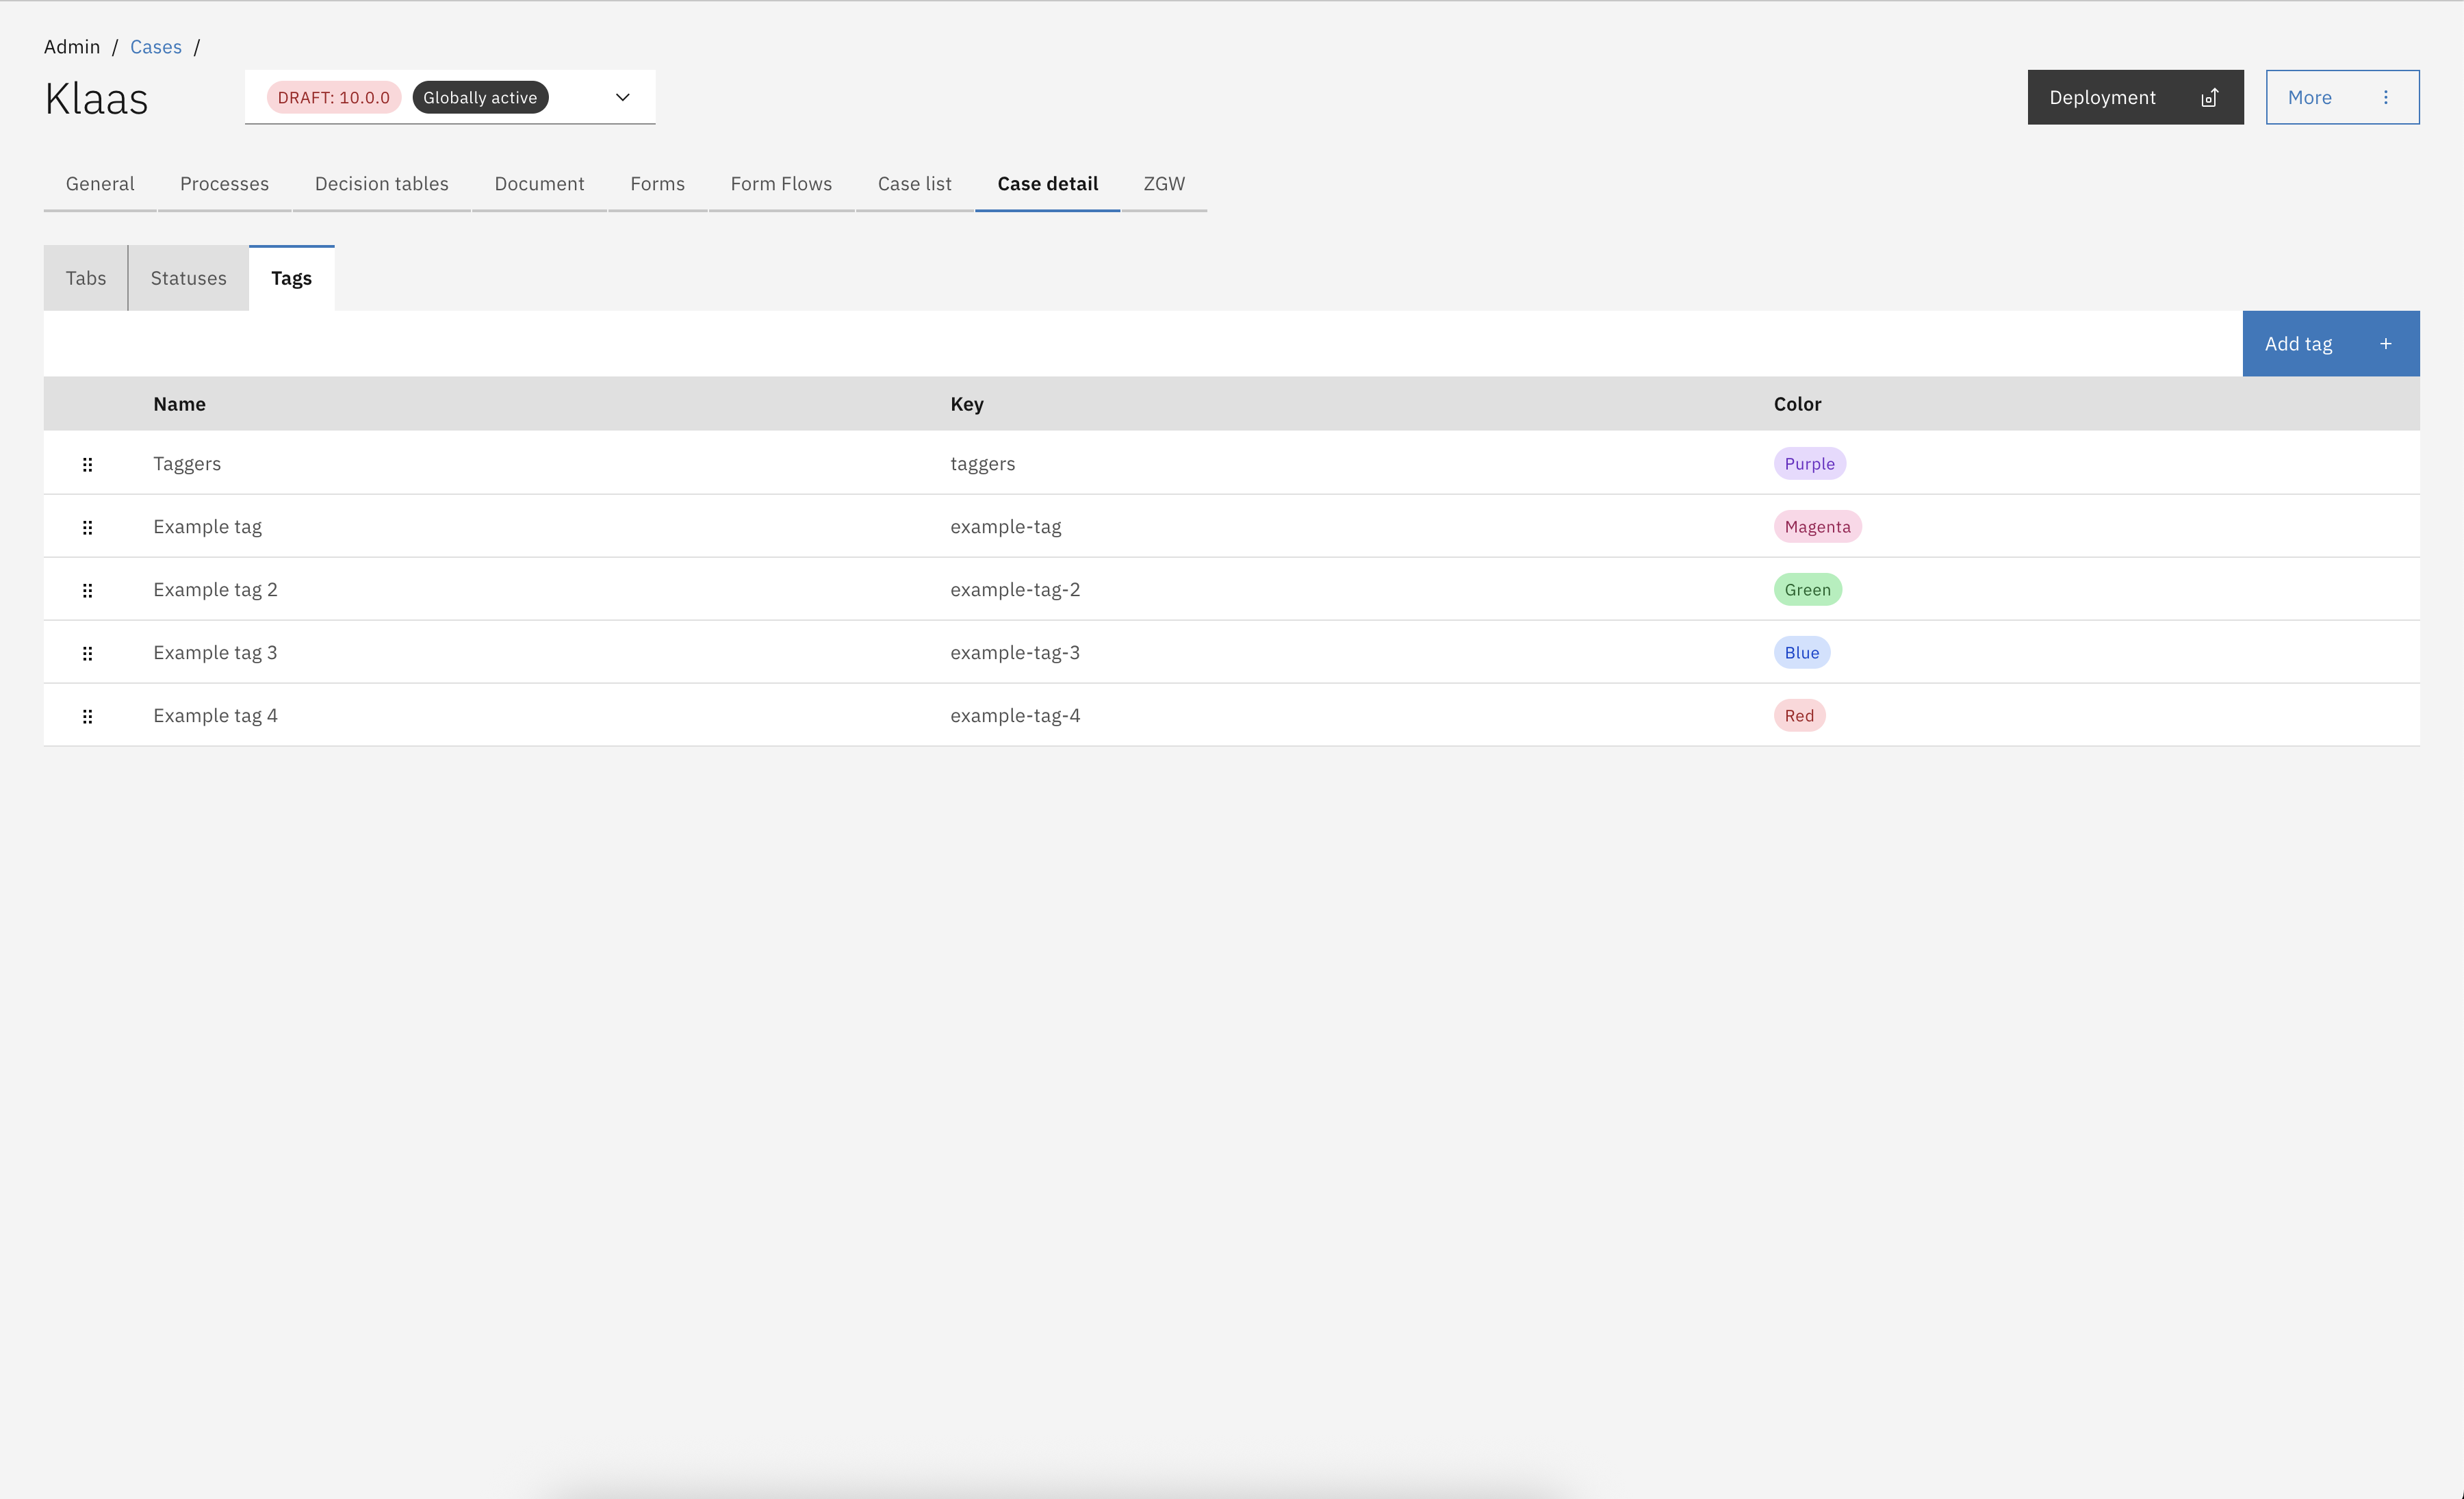 Admin / Cases /
Klaas DRAFT: 10.0.0 Globally active Deployment More
General Processes Decision tables Document Forms Form Flows Case list Case detail ZGW
Tabs Statuses Tags
Add tag +
Name Key Color
Taggers taggers Purple
Example tag example-tag Magenta
Example tag 2 example-tag-2 Green
Example tag 3 example-tag-3 Blue
Example tag 4 example-tag-4 Red